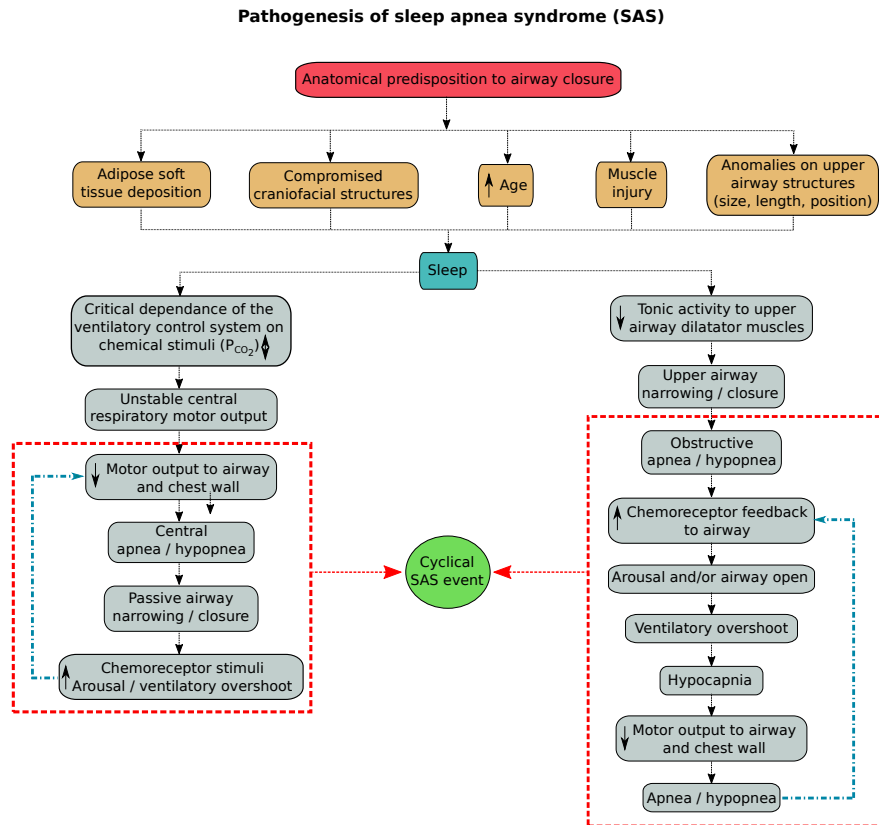 Pathogenesis of sleep apnea syndrome (SAS)
Anatomical predisposition to airway closure
Adipose soft
tissue deposition
Compromised
craniofacial structures
↑ Age
Muscle
injury
Anomalies on upper
airway structures
(size, length, position)
Sleep
Critical dependance of the
ventilatory control system on
chemical stimuli (P_CO₂)
Unstable central
respiratory motor output
↓ Motor output to airway
and chest wall
Central
apnea / hypopnea
Passive airway
narrowing / closure
↑ Chemoreceptor stimuli
Arousal / ventilatory overshoot
Cyclical
SAS event
↓ Tonic activity to upper
airway dilatator muscles
Upper airway
narrowing / closure
Obstructive
apnea / hypopnea
↑ Chemoreceptor feedback
to airway
Arousal and/or airway open
Ventilatory overshoot
Hypocapnia
↓ Motor output to airway
and chest wall
Apnea / hypopnea